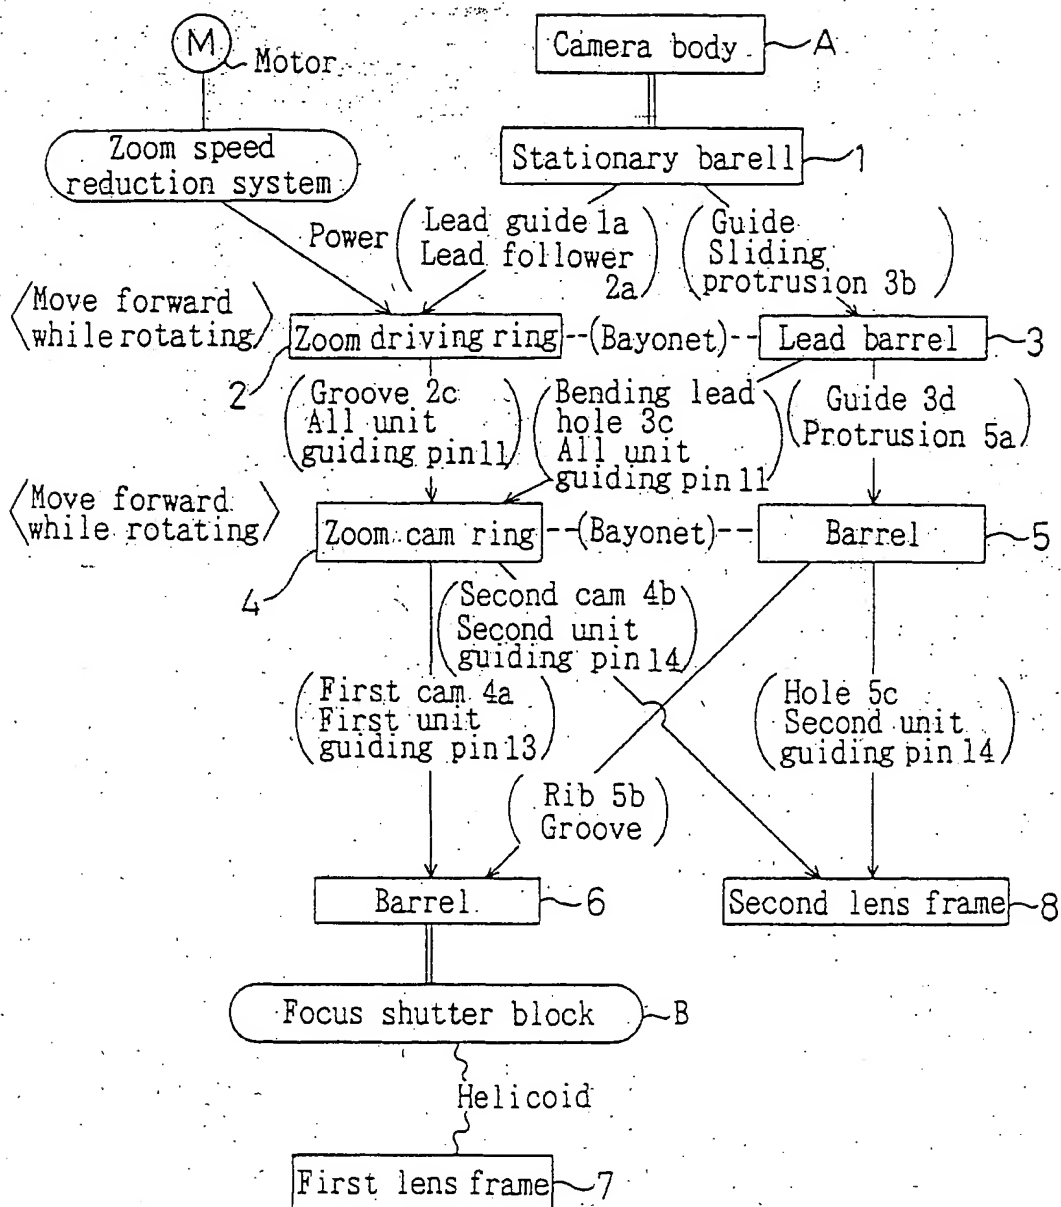 M
Motor
Camera body
A
Zoom speed
reduction system
Stationary barell
1
Power
Lead guide 1a
Lead follower
2a
Guide
Sliding
protrusion 3b
Move forward
while rotating
Zoom driving ring
--(Bayonet)--
Lead barrel
3
2
Groove 2c
All unit
guiding pin 11
Bending lead
hole 3c
All unit
guiding pin 11
Guide 3d
Protrusion 5a
Move forward
while rotating
Zoom cam ring
--(Bayonet)--
Barrel
5
4
Second cam 4b
Second unit
guiding pin 14
First cam 4a
First unit
guiding pin 13
Hole 5c
Second unit
guiding pin 14
Rib 5b
Groove
Barrel
6
Second lens frame
8
Focus shutter block
B
Helicoid
First lens frame
7